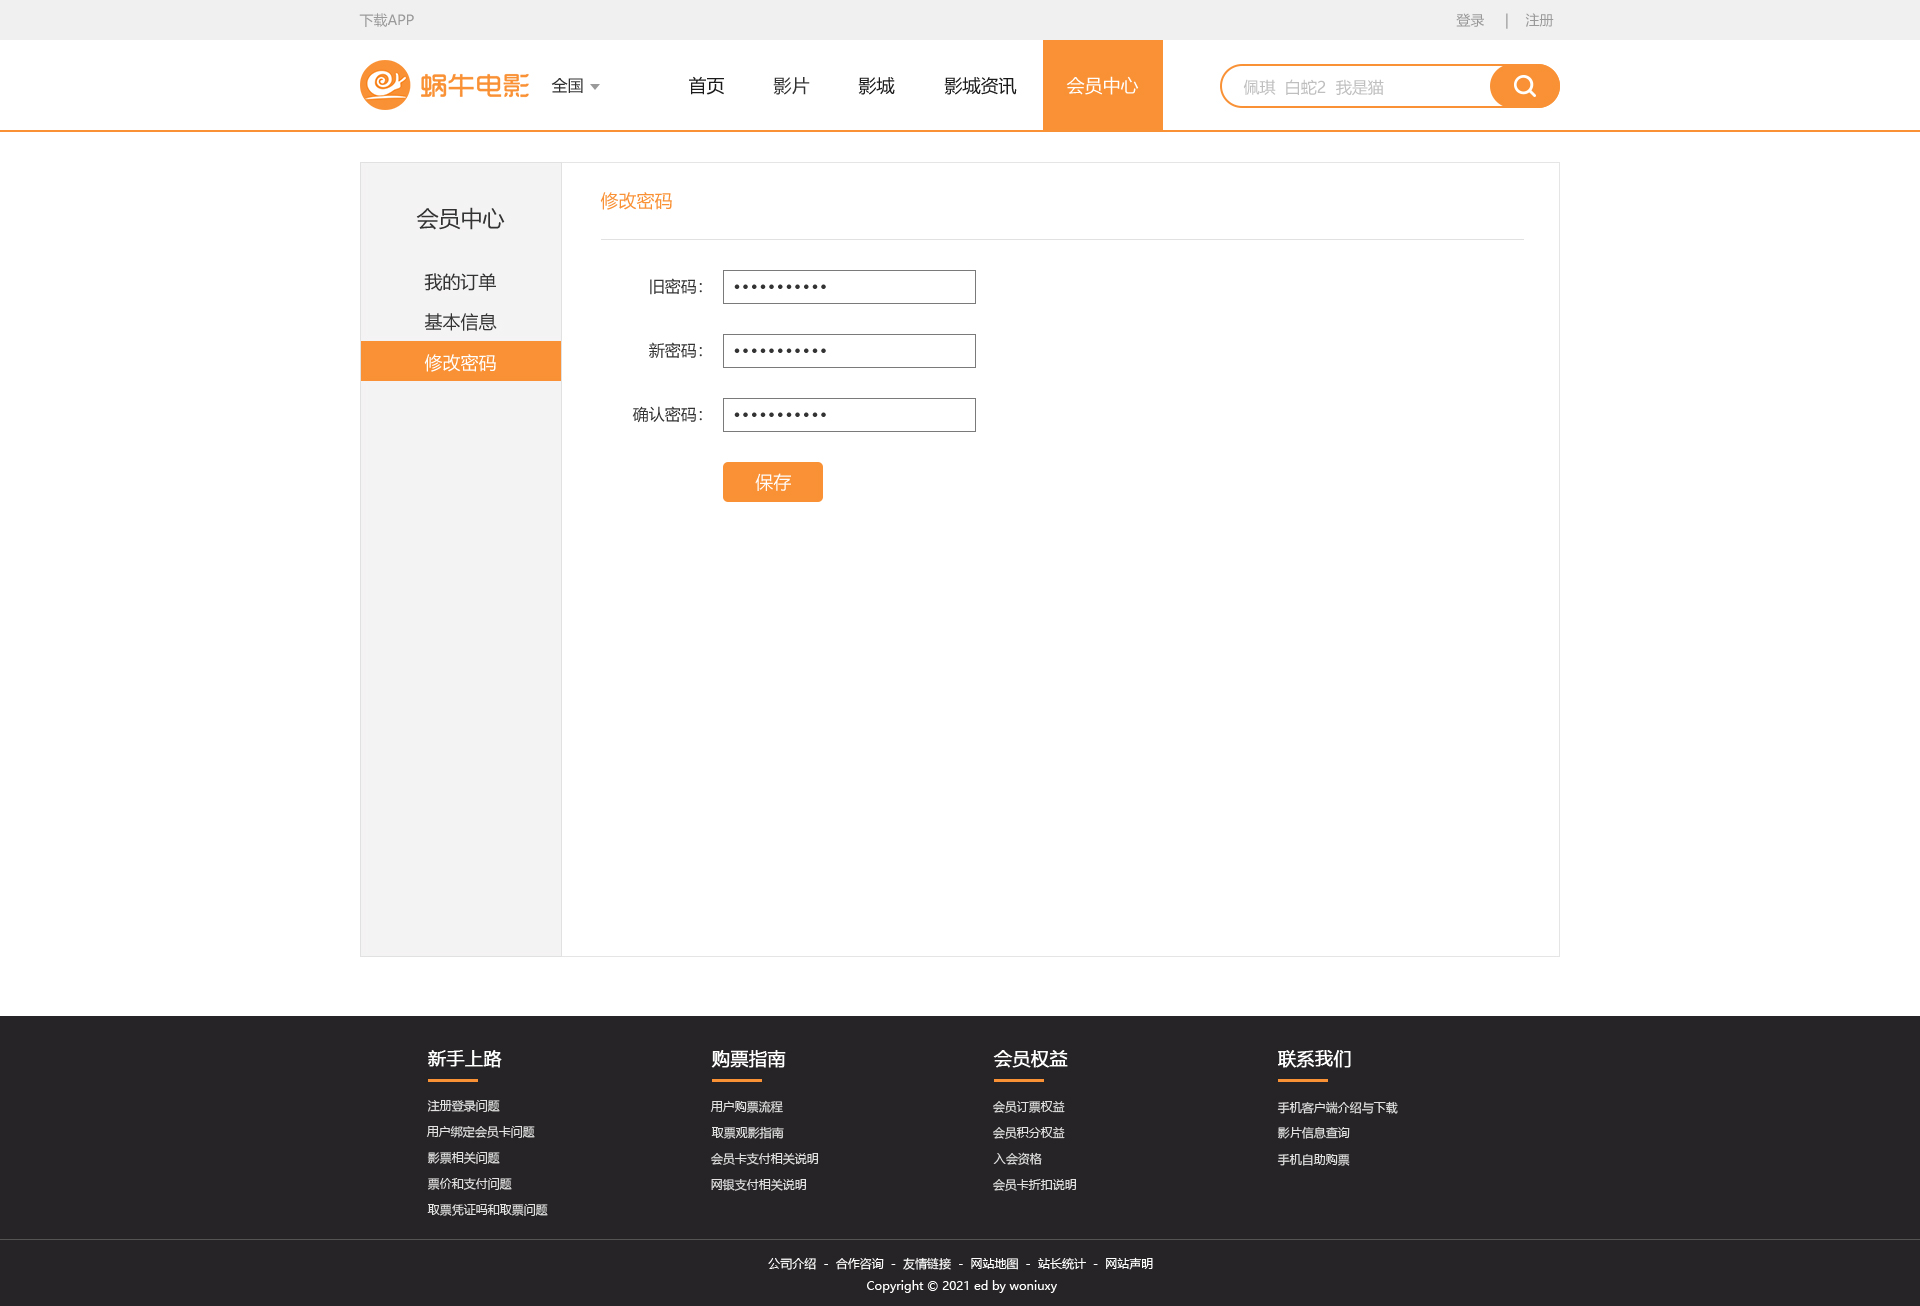 下载APP 登录 | 注册
蜗牛电影 全国 首页 影片 影城 影城资讯 会员中心 佩琪 白蛇2 我是猫
会员中心
我的订单
基本信息
修改密码
修改密码
旧密码：
新密码：
确认密码：
保存
新手上路
注册登录问题
用户绑定会员卡问题
影票相关问题
票价和支付问题
取票凭证吗和取票问题
购票指南
用户购票流程
取票观影指南
会员卡支付相关说明
网银支付相关说明
会员权益
会员订票权益
会员积分权益
入会资格
会员卡折扣说明
联系我们
手机客户端介绍与下载
影片信息查询
手机自助购票
公司介绍 - 合作咨询 - 友情链接 - 网站地图 - 站长统计 - 网站声明
Copyright © 2021 ed by woniuxy